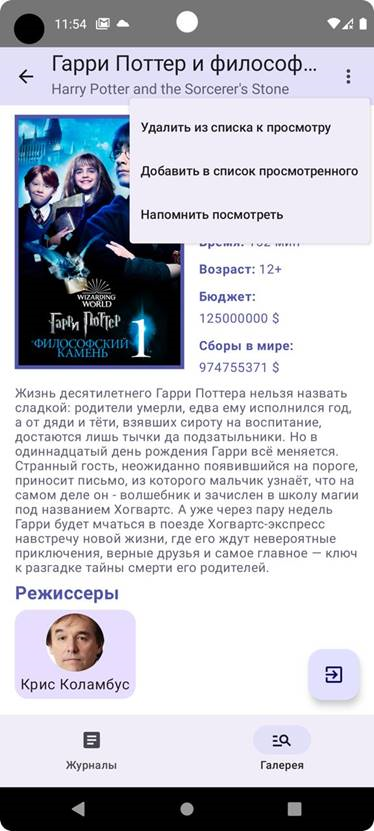 11:54
Гарри Поттер и философ...
Harry Potter and the Sorcerer's Stone
Удалить из списка к просмотру
Добавить в список просмотренного
Напомнить посмотреть
Время: 152 мин
Возраст: 12+
Бюджет:
125000000 $
Сборы в мире:
974755371 $
WIZARDING
WORLD
Гарри Поттер
ФИЛОСОФСКИЙ
КАМЕНЬ
1
Жизнь десятилетнего Гарри Поттера нельзя назвать
сладкой: родители умерли, едва ему исполнился год,
а от дяди и тёти, взявших сироту на воспитание,
достаются лишь тычки да подзатыльники. Но в
одиннадцатый день рождения Гарри всё меняется.
Странный гость, неожиданно появившийся на пороге,
приносит письмо, из которого мальчик узнаёт, что на
самом деле он - волшебник и зачислен в школу магии
под названием Хогвартс. А уже через пару недель
Гарри будет мчаться в поезде Хогвартс-экспресс
навстречу новой жизни, где его ждут невероятные
приключения, верные друзья и самое главное — ключ
к разгадке тайны смерти его родителей.
Режиссеры
Крис Коламбус
Журналы
Галерея